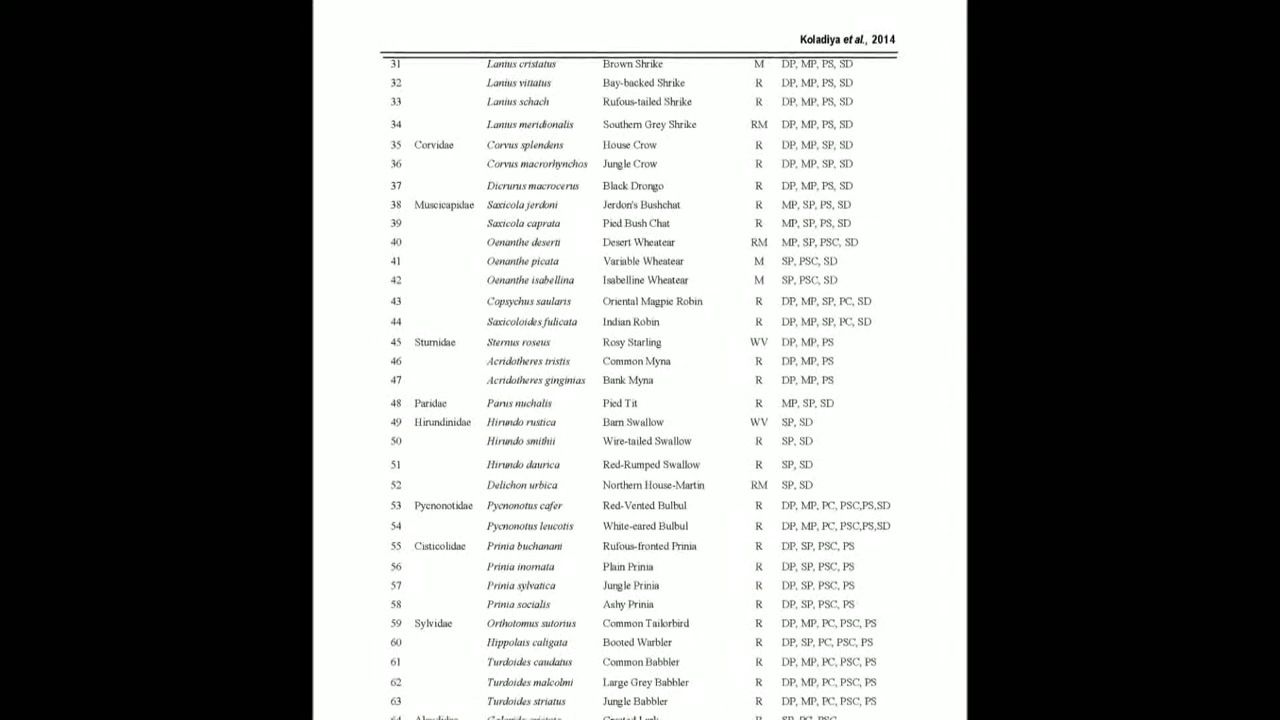 Koladiya et al., 2014
31 Lanius cristatus Brown Shrike M DP, MP, PS, SD
32 Lanius vittatus Bay-backed Shrike R DP, MP, PS, SD
33 Lanius schach Rufous-tailed Shrike R DP, MP, PS, SD
34 Lanius meridionalis Southern Grey Shrike RM DP, MP, PS, SD
35 Corvidae Corvus splendens House Crow R DP, MP, SP, SD
36 Corvus macrorhynchos Jungle Crow R DP, MP, SP, SD
37 Dicrurus macrocerus Black Drongo R DP, MP, PS, SD
38 Muscicapidae Saxicola jerdoni Jerdon's Bushchat R MP, SP, PS, SD
39 Saxicola caprata Pied Bush Chat R MP, SP, PS, SD
40 Oenanthe deserti Desert Wheatear RM MP, SP, PSC, SD
41 Oenanthe picata Variable Wheatear M SP, PSC, SD
42 Oenanthe isabellina Isabelline Wheatear M SP, PSC, SD
43 Copsychus saularis Oriental Magpie Robin R DP, MP, SP, PC, SD
44 Saxicoloides fulicata Indian Robin R DP, MP, SP, PC, SD
45 Sturnidae Sternus roseus Rosy Starling WV DP, MP, PS
46 Acridotheres tristis Common Myna R DP, MP, PS
47 Acridotheres ginginias Bank Myna R DP, MP, PS
48 Paridae Parus nuchalis Pied Tit R MP, SP, SD
49 Hirundinidae Hirundo rustica Barn Swallow WV SP, SD
50 Hirundo smithii Wire-tailed Swallow R SP, SD
51 Hirundo daurica Red-Rumped Swallow R SP, SD
52 Delichon urbica Northern House-Martin RM SP, SD
53 Pycnonotidae Pycnonotus cafer Red-Vented Bulbul R DP, MP, PC, PSC,PS,SD
54 Pycnonotus leucotis White-eared Bulbul R DP, MP, PC, PSC,PS,SD
55 Cisticolidae Prinia buchanani Rufous-fronted Prinia R DP, SP, PSC, PS
56 Prinia inornata Plain Prinia R DP, SP, PSC, PS
57 Prinia sylvatica Jungle Prinia R DP, SP, PSC, PS
58 Prinia socialis Ashy Prinia R DP, SP, PSC, PS
59 Sylvidae Orthotomus sutorius Common Tailorbird R DP, MP, PC, PSC, PS
60 Hippolais caligata Booted Warbler R DP, SP, PC, PSC, PS
61 Turdoides caudatus Common Babbler R DP, MP, PC, PSC, PS
62 Turdoides malcolmi Large Grey Babbler R DP, MP, PC, PSC, PS
63 Turdoides striatus Jungle Babbler R DP, MP, PC, PSC, PS